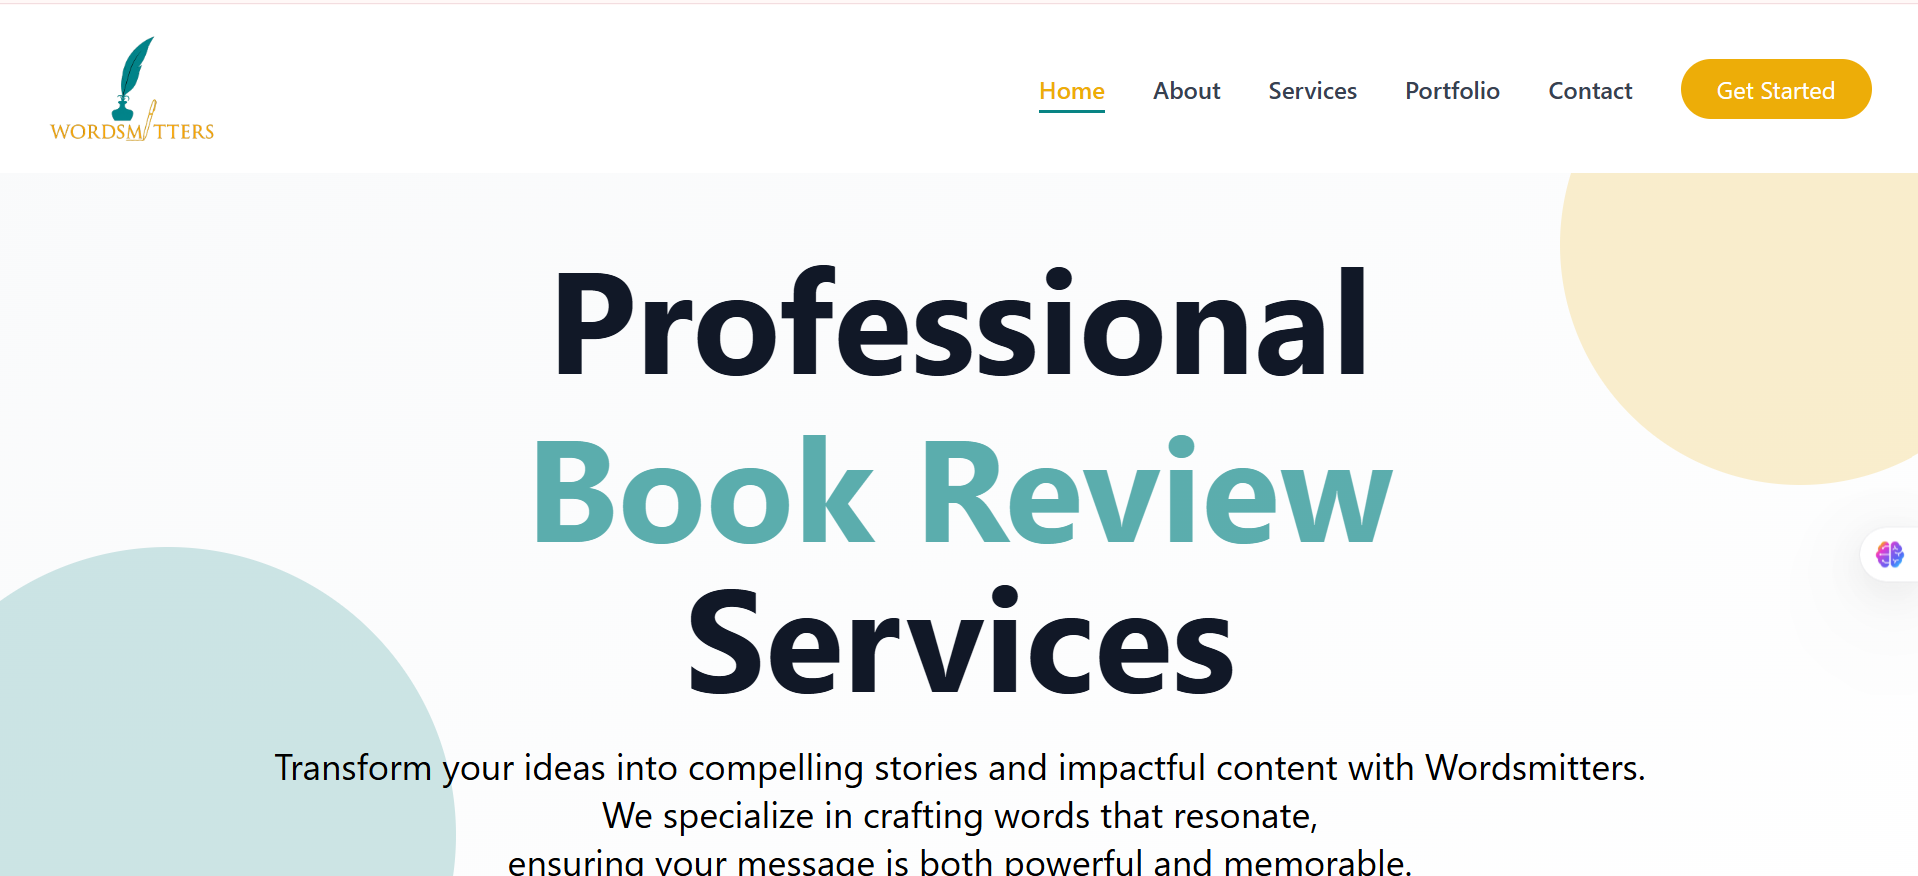 WORDSMITTERS
Home About Services Portfolio Contact Get Started
Professional
Book Review
Services
Transform your ideas into compelling stories and impactful content with Wordsmitters.
We specialize in crafting words that resonate,
ensuring your message is both powerful and memorable.